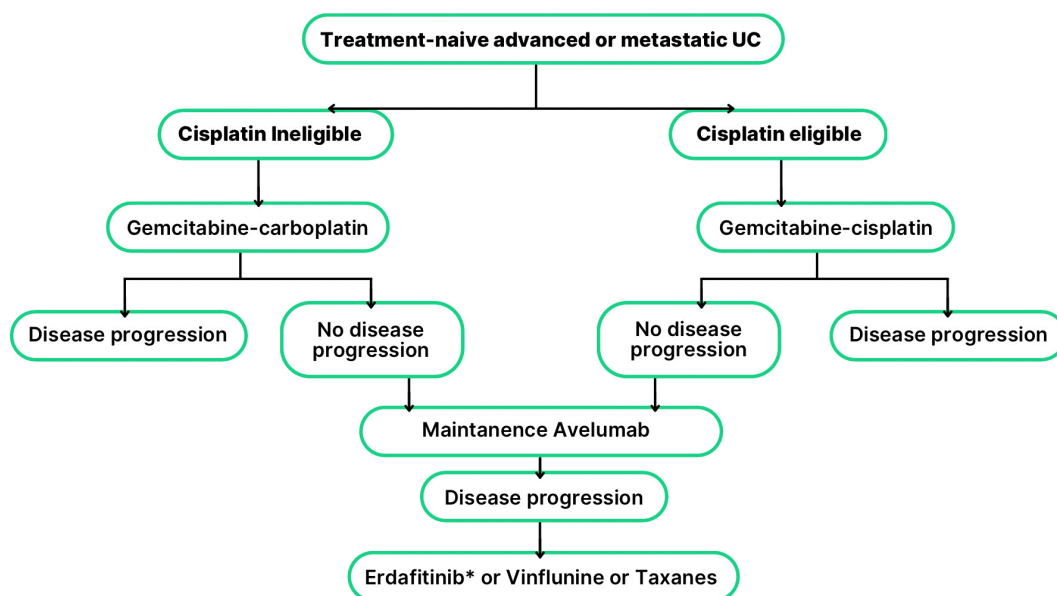 Treatment-naive advanced or metastatic UC
Cisplatin Ineligible
Cisplatin eligible
Gemcitabine-carboplatin
Gemcitabine-cisplatin
Disease progression
No disease
progression
No disease
progression
Disease progression
Maintanence Avelumab
Disease progression
Erdafitinib* or Vinflunine or Taxanes